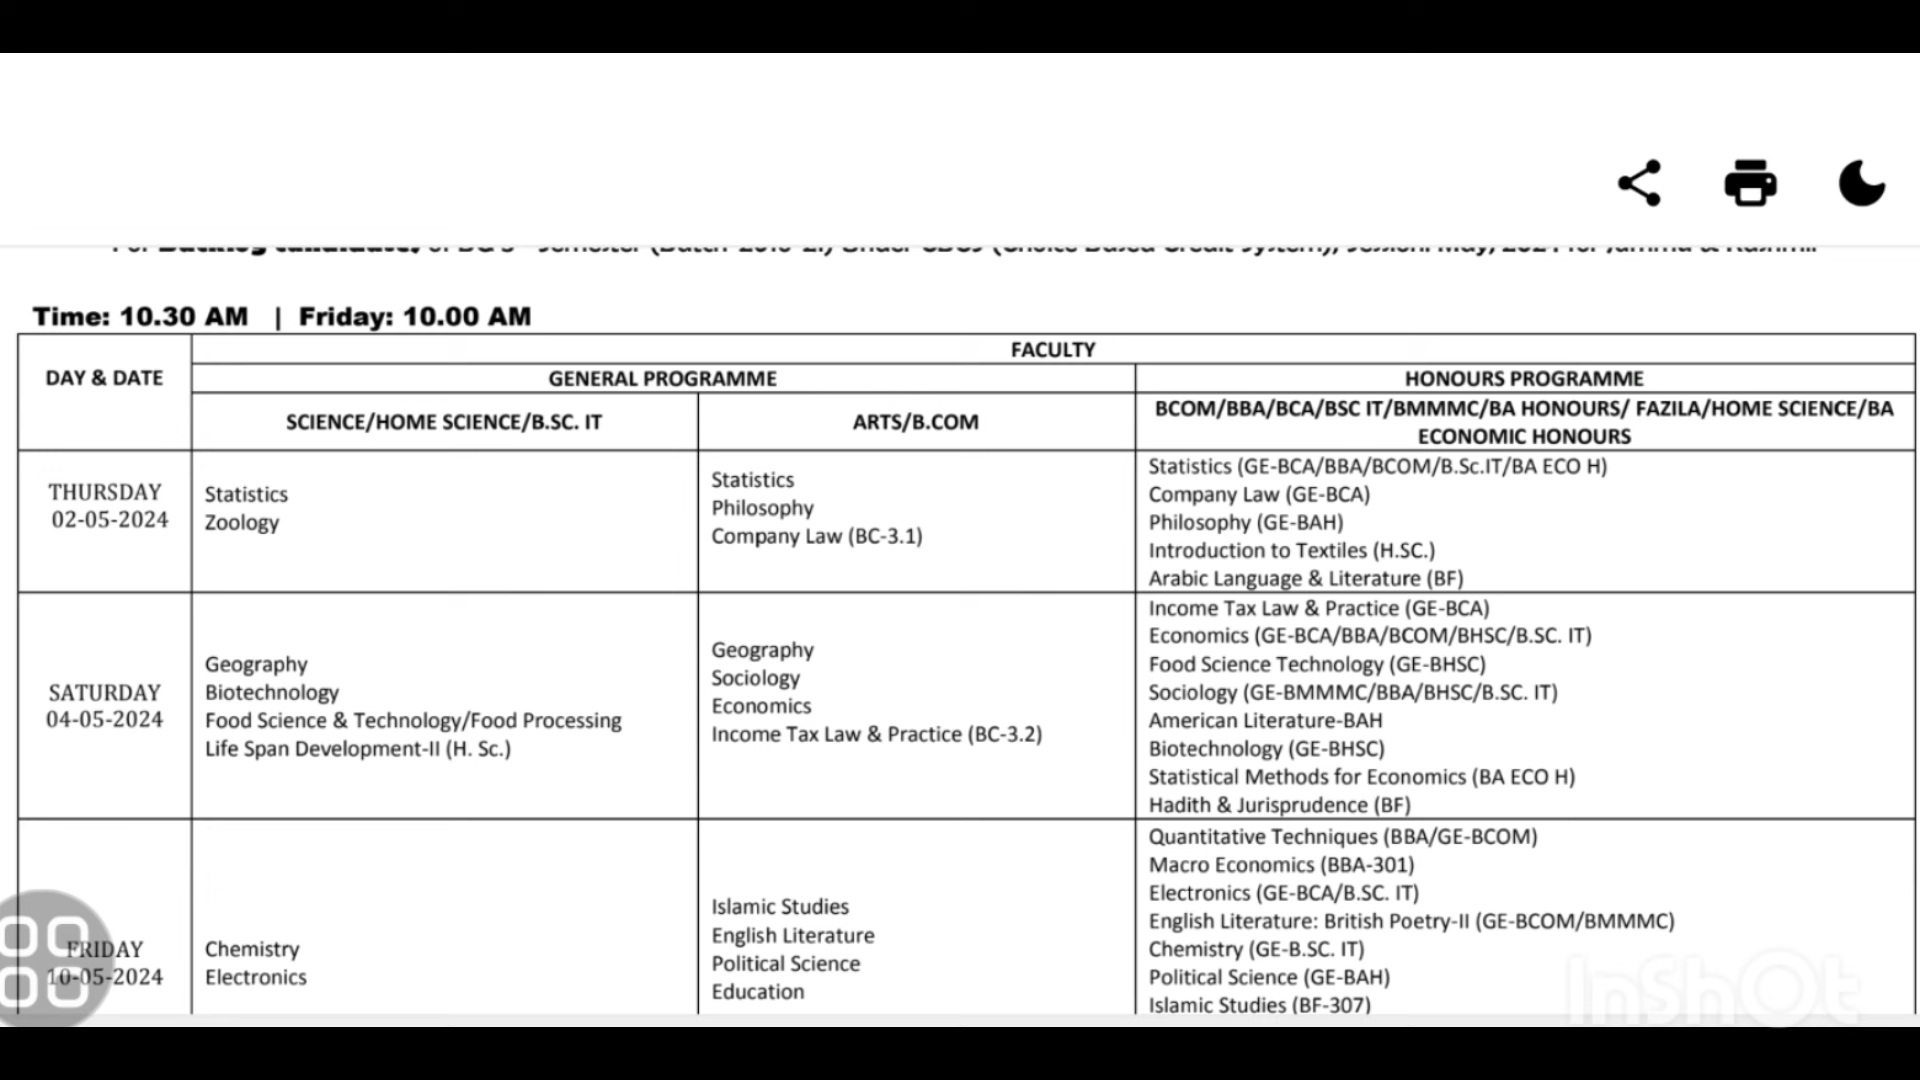 Time: 10.30 AM | Friday: 10.00 AM
FACULTY
DAY & DATE
GENERAL PROGRAMME
HONOURS PROGRAMME
SCIENCE/HOME SCIENCE/B.SC. IT
ARTS/B.COM
BCOM/BBA/BCA/BSC IT/BMMMC/BA HONOURS/ FAZILA/HOME SCIENCE/BA
ECONOMIC HONOURS
THURSDAY
02-05-2024
Statistics
Zoology
Statistics
Philosophy
Company Law (BC-3.1)
Statistics (GE-BCA/BBA/BCOM/B.Sc.IT/BA ECO H)
Company Law (GE-BCA)
Philosophy (GE-BAH)
Introduction to Textiles (H.SC.)
Arabic Language & Literature (BF)
SATURDAY
04-05-2024
Geography
Biotechnology
Food Science & Technology/Food Processing
Life Span Development-II (H. Sc.)
Geography
Sociology
Economics
Income Tax Law & Practice (BC-3.2)
Income Tax Law & Practice (GE-BCA)
Economics (GE-BCA/BBA/BCOM/BHSC/B.SC. IT)
Food Science Technology (GE-BHSC)
Sociology (GE-BMMMC/BBA/BHSC/B.SC. IT)
American Literature-BAH
Biotechnology (GE-BHSC)
Statistical Methods for Economics (BA ECO H)
Hadith & Jurisprudence (BF)
FRIDAY
10-05-2024
Chemistry
Electronics
Islamic Studies
English Literature
Political Science
Education
Quantitative Techniques (BBA/GE-BCOM)
Macro Economics (BBA-301)
Electronics (GE-BCA/B.SC. IT)
English Literature: British Poetry-II (GE-BCOM/BMMMC)
Chemistry (GE-B.SC. IT)
Political Science (GE-BAH)
Islamic Studies (BF-307)
InShOt